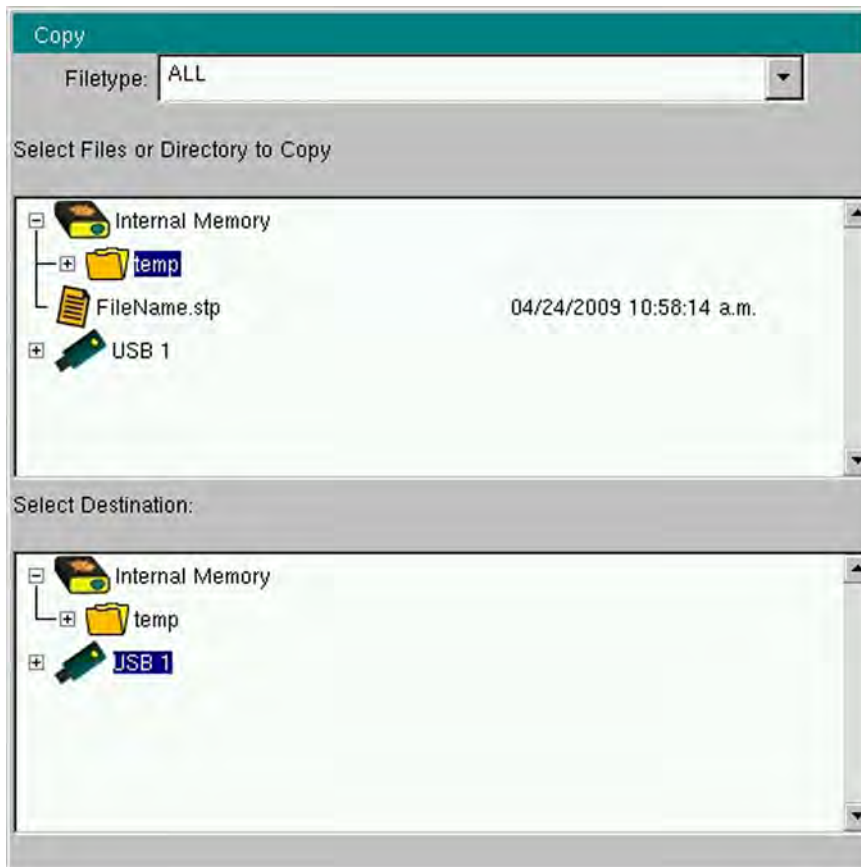 Copy
Filetype: ALL
Select Files or Directory to Copy
Internal Memory
temp
FileName.stp 04/24/2009 10:58:14 a.m.
USB 1
Select Destination:
Internal Memory
temp
USB 1